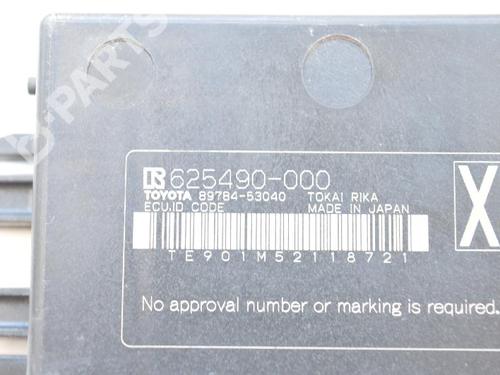 B-PARTS
625490-000
TOYOTA 89784-53040 TOKAI RIKA
ECU.ID CODE MADE IN JAPAN
X
TE901M52118721
No approval number or marking is required.